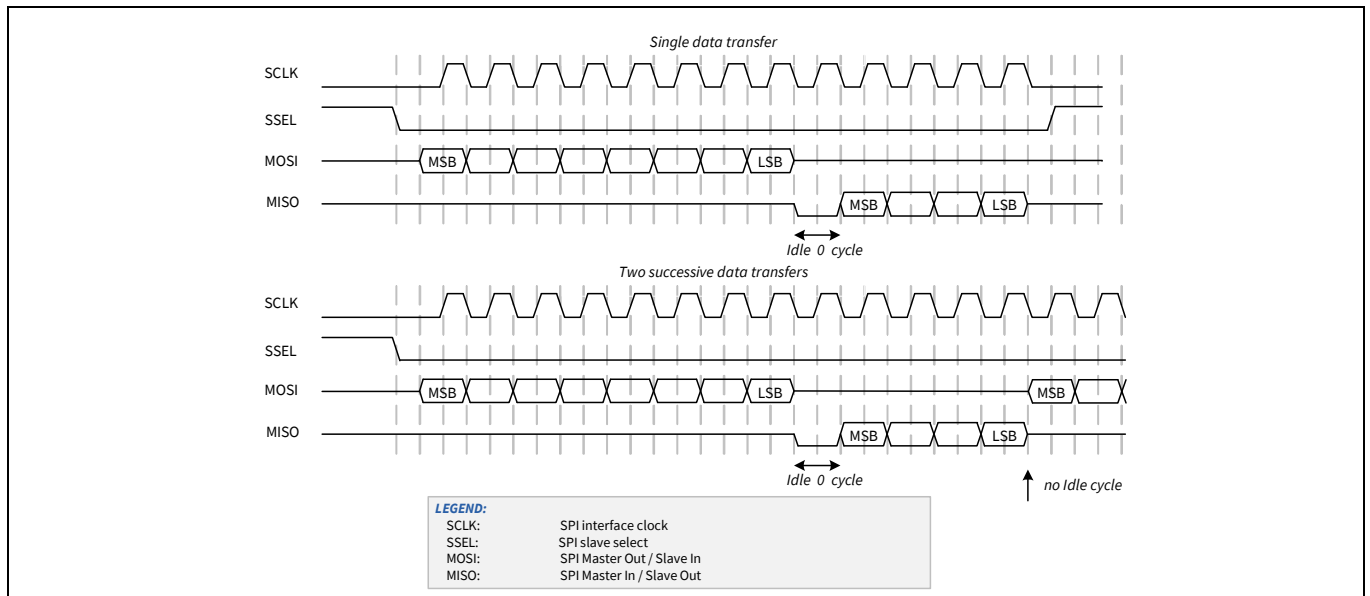 Single data transfer
SCLK
SSEL
MOSI MSB LSB
MISO MSB LSB
Idle 0 cycle
Two successive data transfers
SCLK
SSEL
MOSI MSB LSB MSB
MISO MSB LSB
Idle 0 cycle no Idle cycle
LEGEND:
SCLK: SPI interface clock
SSEL: SPI slave select
MOSI: SPI Master Out / Slave In
MISO: SPI Master In / Slave Out